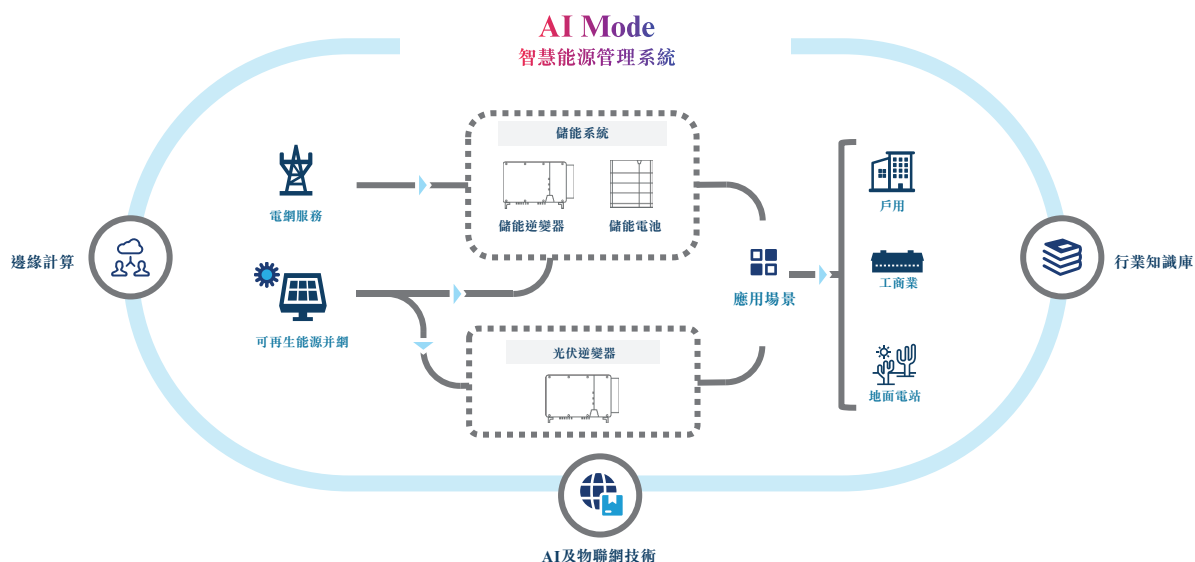 AI Mode
智慧能源管理系統
儲能系統
儲能逆變器
儲能電池
電網服務
戶用
邊緣計算
行業知識庫
工商業
應用場景
可再生能源并網
光伏逆變器
地面電站
AI及物聯網技術